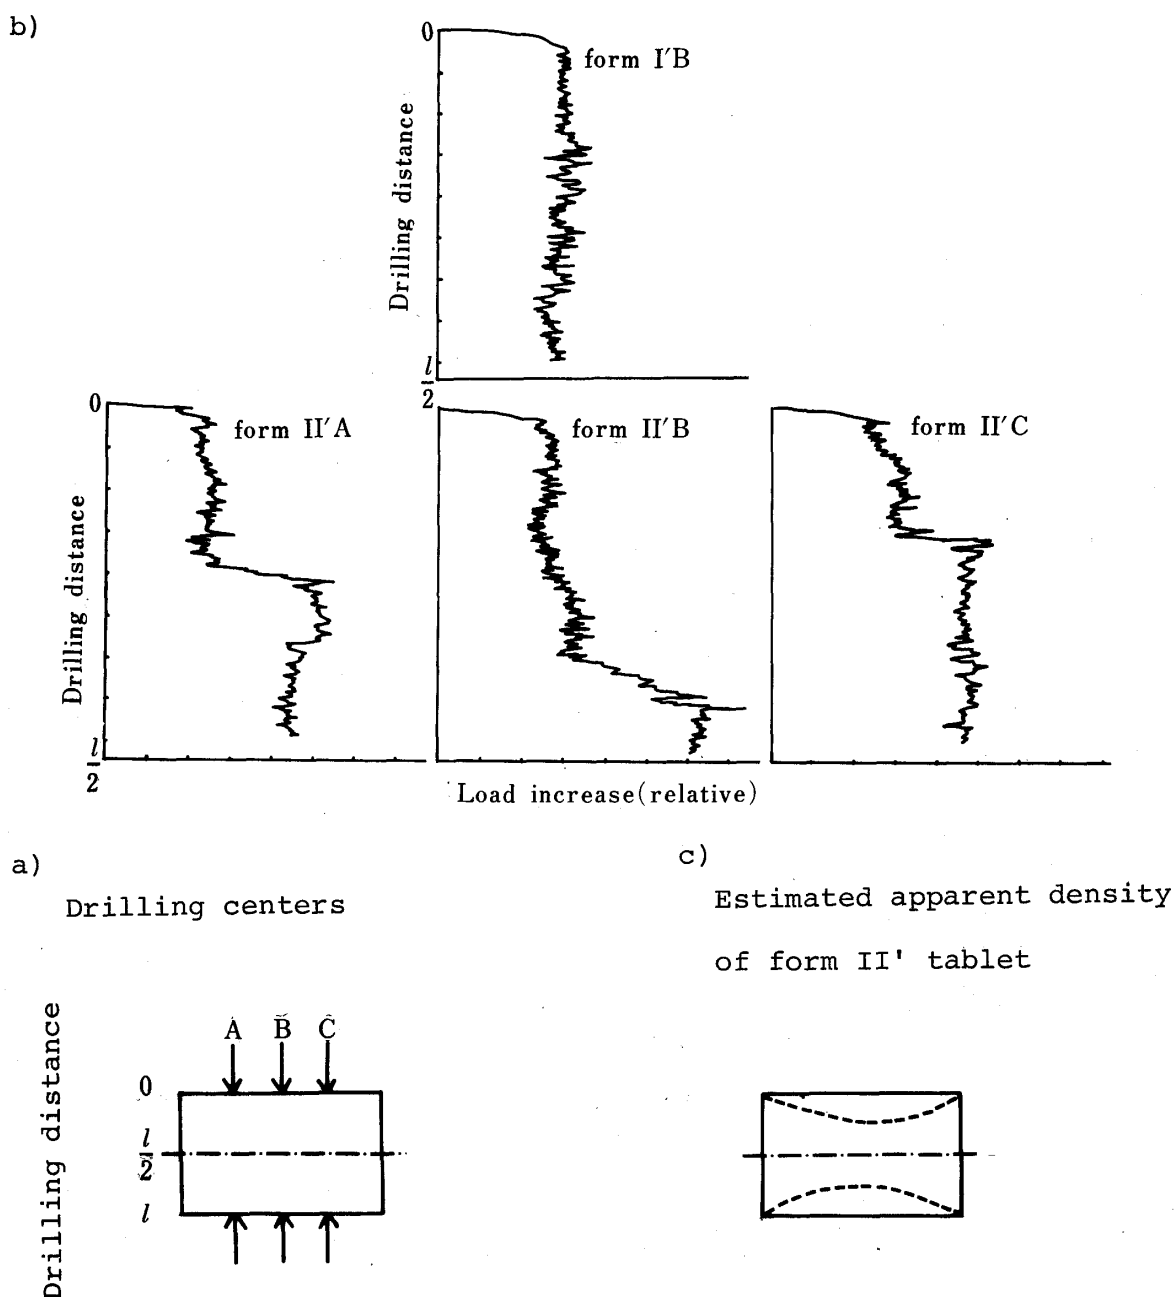 b)
0
form I′B
Drilling distance
l/2
0
form II′A
form II′B
form II′C
Drilling distance
l/2
Load increase(relative)
a)
Drilling centers
c)
Estimated apparent density
of form II' tablet
A B C
Drilling distance
0
l/2
l